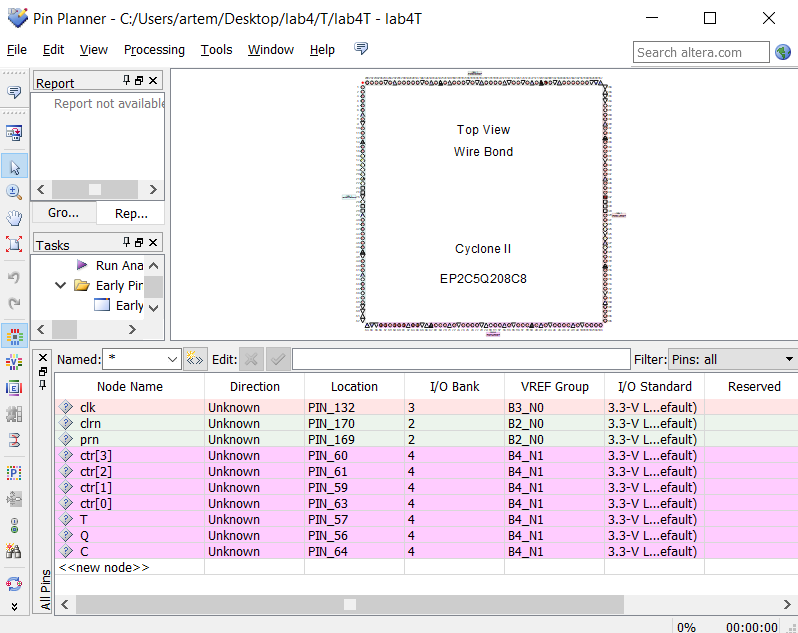 Pin Planner - C:/Users/artem/Desktop/lab4/T/lab4T - lab4T
File Edit View Processing Tools Window Help
Search altera.com
Report
Report not available
Gro... Rep...
Tasks
Run Ana
Early Pin
Early
Top View
Wire Bond
Cyclone II
EP2C5Q208C8
Named: * Edit: Filter: Pins: all
Node Name Direction Location I/O Bank VREF Group I/O Standard Reserved
clk Unknown PIN_132 3 B3_N0 3.3-V L...efault)
clrn Unknown PIN_170 2 B2_N0 3.3-V L...efault)
prn Unknown PIN_169 2 B2_N0 3.3-V L...efault)
ctr[3] Unknown PIN_60 4 B4_N1 3.3-V L...efault)
ctr[2] Unknown PIN_61 4 B4_N1 3.3-V L...efault)
ctr[1] Unknown PIN_59 4 B4_N1 3.3-V L...efault)
ctr[0] Unknown PIN_63 4 B4_N1 3.3-V L...efault)
T Unknown PIN_57 4 B4_N1 3.3-V L...efault)
Q Unknown PIN_56 4 B4_N1 3.3-V L...efault)
C Unknown PIN_64 4 B4_N1 3.3-V L...efault)
<<new node>>
All Pins
0% 00:00:00